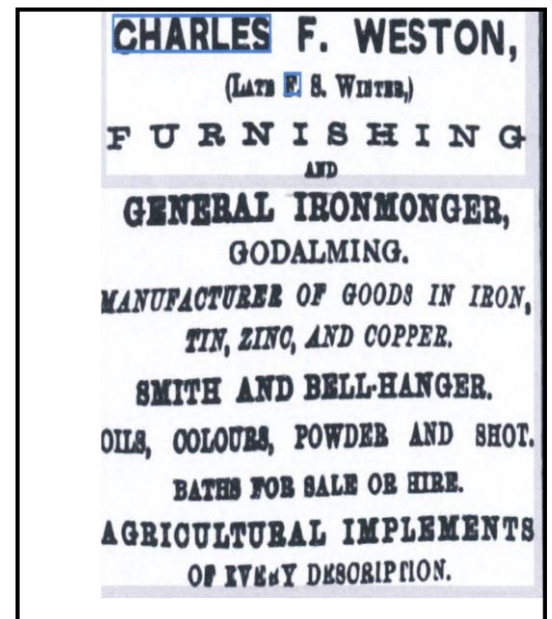 CHARLES F. WESTON,
(LATE F. S. WINTER,)
FURNISHING
AND
GENERAL IRONMONGER,
GODALMING.
MANUFACTURER OF GOODS IN IRON,
TIN, ZINC, AND COPPER.
SMITH AND BELL-HANGER.
OILS, COLOURS, POWDER AND SHOT.
BATHS FOR SALE OR HIRE.
AGRICULTURAL IMPLEMENTS
OF EVERY DESCRIPTION.